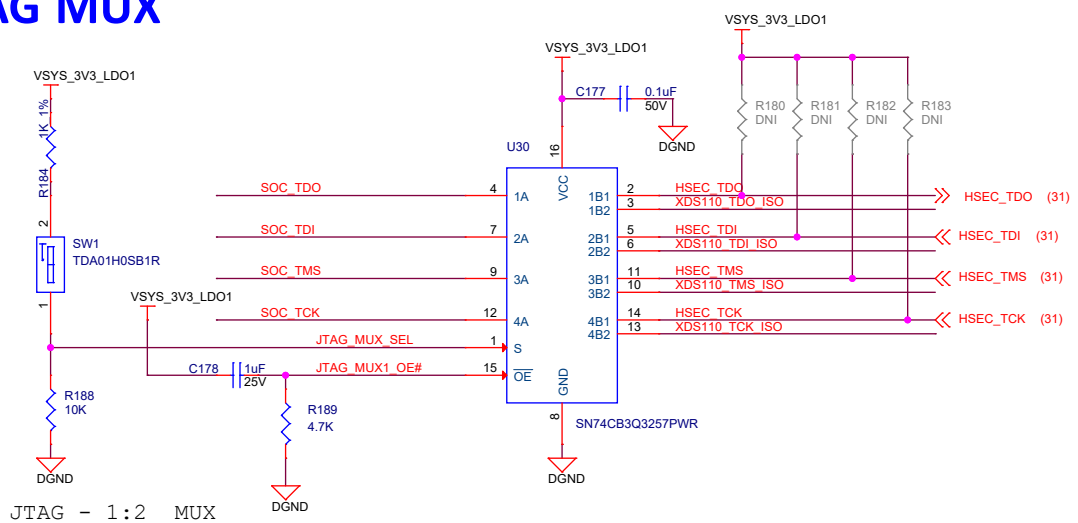 AG MUX
VSYS_3V3_LDO1
VSYS_3V3_LDO1
VSYS_3V3_LDO1
1K 1%
R184
2
SW1
TDA01H0SB1R
1
C177
0.1uF
50V
DGND
R180
DNI
R181
DNI
R182
DNI
R183
DNI
U30
16
VCC
SOC_TDO
4
1A
1B1
2
HSEC_TDO
HSEC_TDO (31)
1B2
3
XDS110_TDO_ISO
SOC_TDI
7
2A
2B1
5
HSEC_TDI
HSEC_TDI (31)
2B2
6
XDS110_TDI_ISO
SOC_TMS
9
3A
3B1
11
HSEC_TMS
HSEC_TMS (31)
3B2
10
XDS110_TMS_ISO
VSYS_3V3_LDO1
SOC_TCK
12
4A
4B1
14
HSEC_TCK
HSEC_TCK (31)
4B2
13
XDS110_TCK_ISO
JTAG_MUX_SEL
1
S
C178
1uF
25V
JTAG_MUX1_OE#
15
OE
GND
8
SN74CB3Q3257PWR
R188
10K
R189
4.7K
DGND
DGND
DGND
JTAG - 1:2 MUX